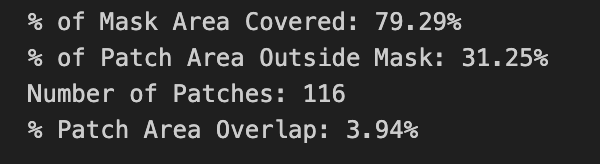 % of Mask Area Covered: 79.29%
% of Patch Area Outside Mask: 31.25%
Number of Patches: 116
% Patch Area Overlap: 3.94%